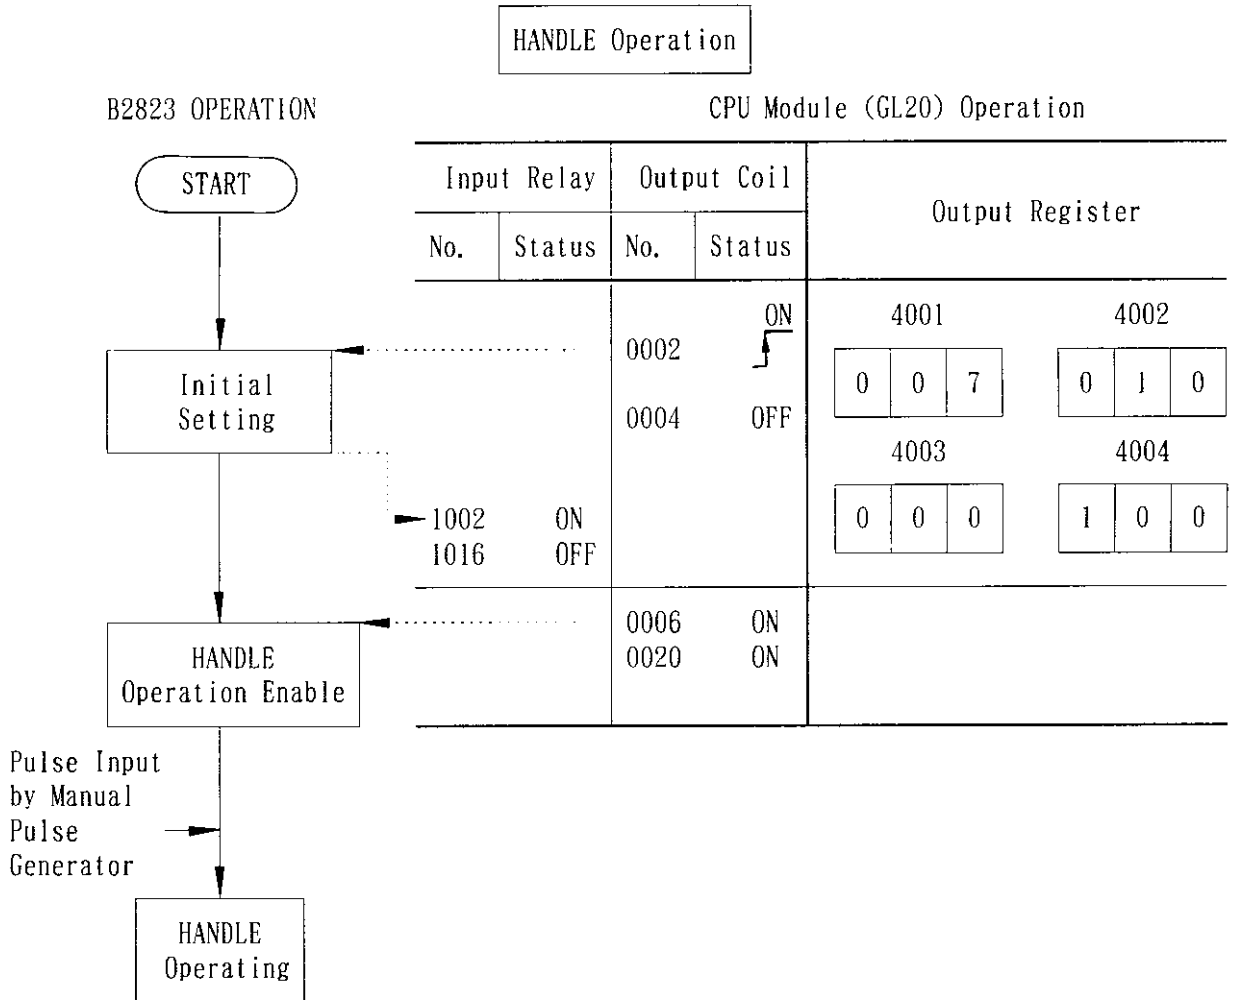 HANDLE Operation
B2823 OPERATION
CPU Module (GL20) Operation
START
Input Relay
Output Coil
Output Register
No.
Status
No.
Status
ON
4001
4002
0002
Initial
Setting
0 0 7
0 1 0
0004 OFF
4003
4004
1002 ON
1016 OFF
0 0 0
1 0 0
0006 ON
0020 ON
HANDLE
Operation Enable
Pulse Input
by Manual
Pulse
Generator
HANDLE
Operating